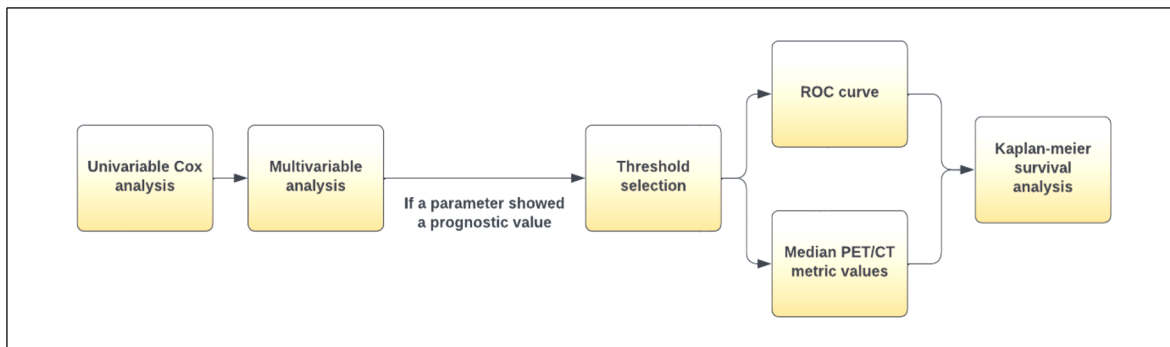 Univariable Cox
analysis
Multivariable
analysis
If a parameter showed
a prognostic value
Threshold
selection
ROC curve
Median PET/CT
metric values
Kaplan-meier
survival
analysis